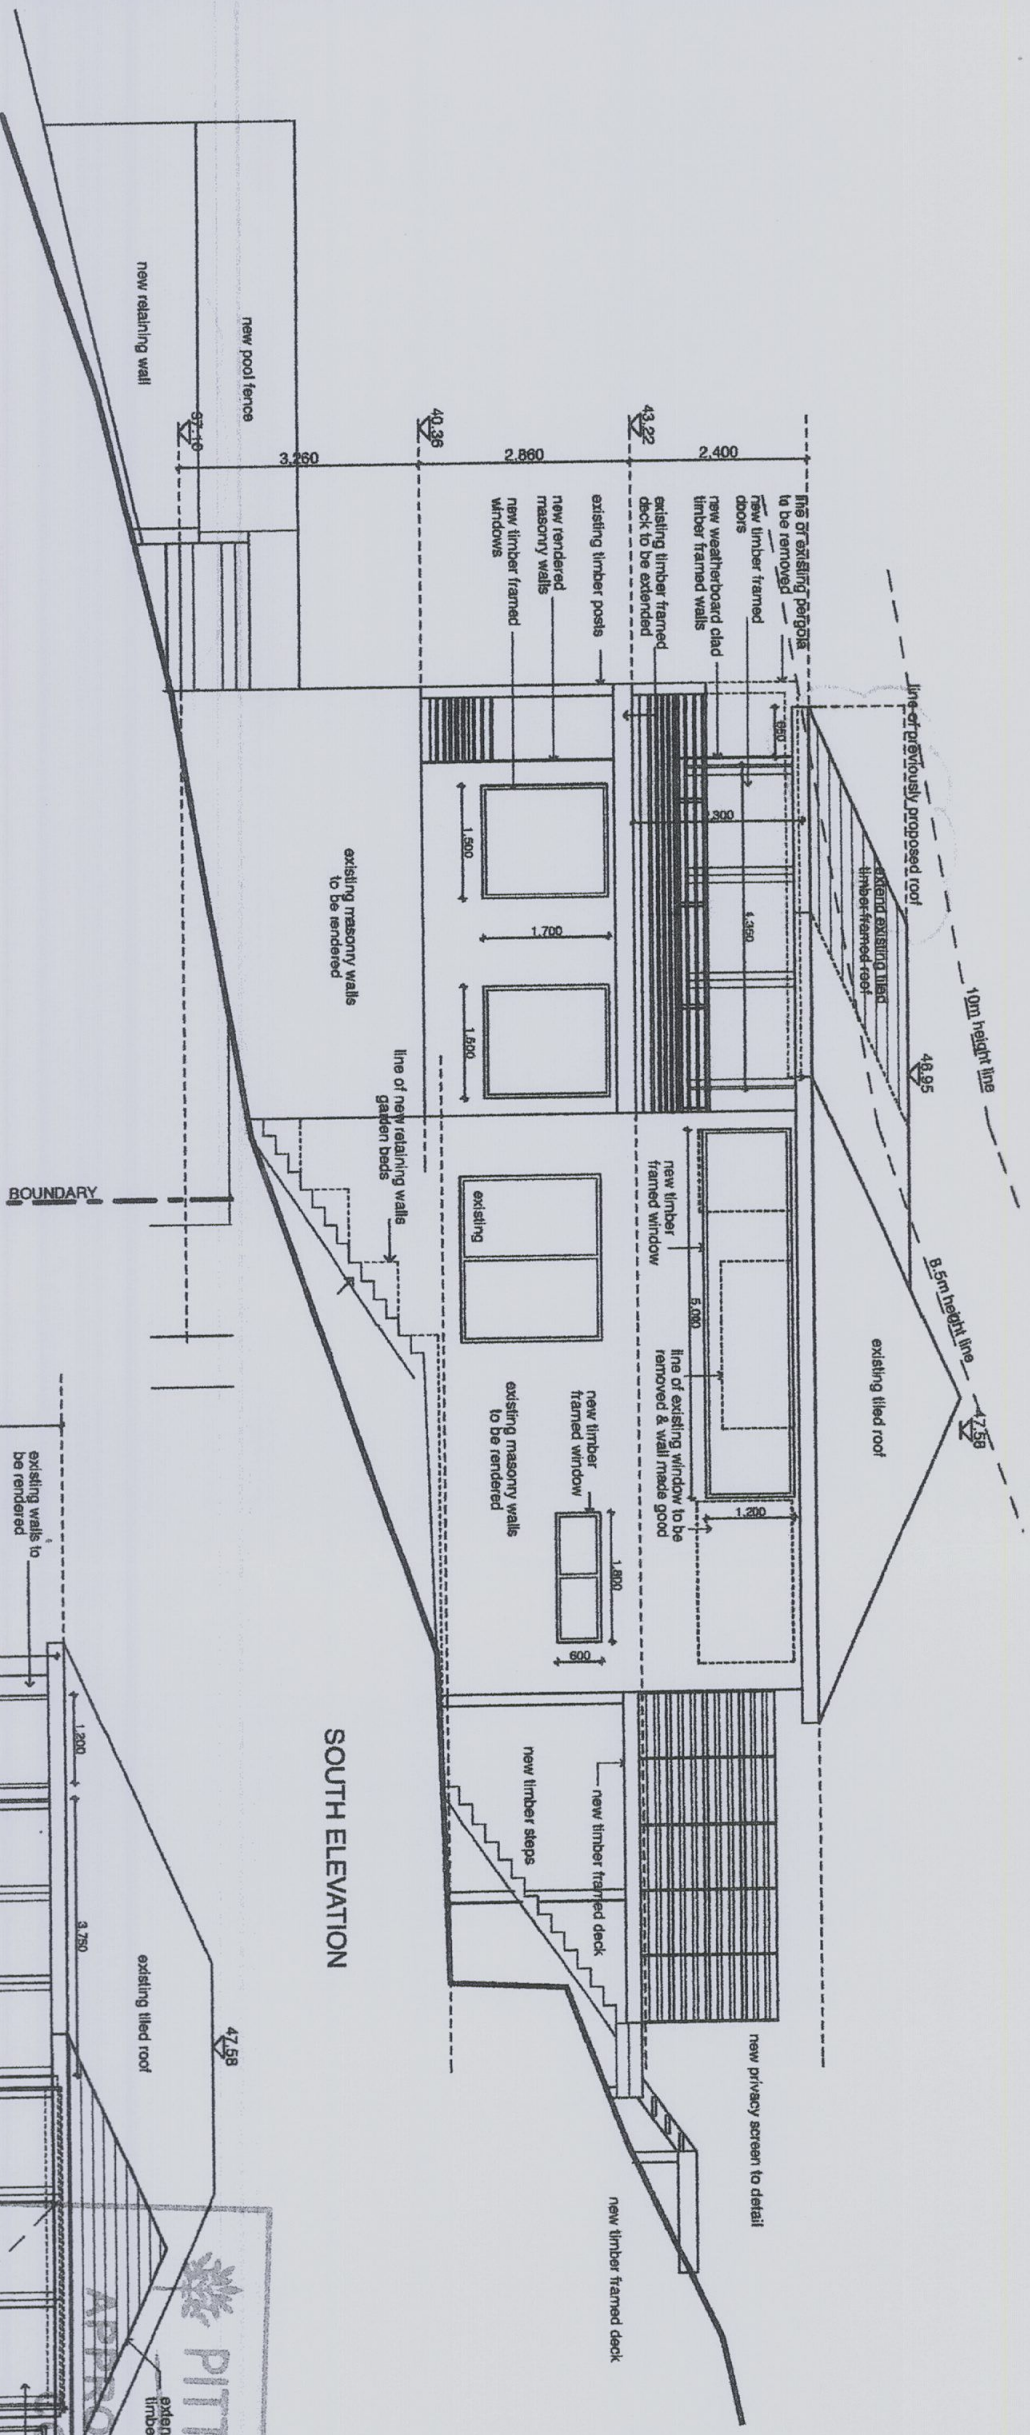 line of previously proposed roof
10m height line
8.5m height line
47.58
46.95
line of existing pergola
to be removed
new timber framed
doors
new weatherboard clad
timber framed walls
existing timber framed
deck to be extended
existing timber posts
new rendered
masonry walls
new timber framed
windows
43.22
40.36
37.10
2,400
2,860
3,260
new pool fence
new retaining wall
850
extend existing tiled
timber framed roof
existing tiled roof
1,500
1,700
1,500
existing masonry walls
to be rendered
new timber
framed window
5,000
line of existing window to be
removed & wall made good
1,200
existing
new timber
framed window
1,800
600
existing masonry walls
to be rendered
line of new retaining walls
garden beds
new privacy screen to detail
new timber framed deck
new timber steps
new timber framed deck
SOUTH ELEVATION
BOUNDARY
47.58
existing tiled roof
existing walls to
be rendered
1,200
3,750
exten
timbe
PITT
APPRO